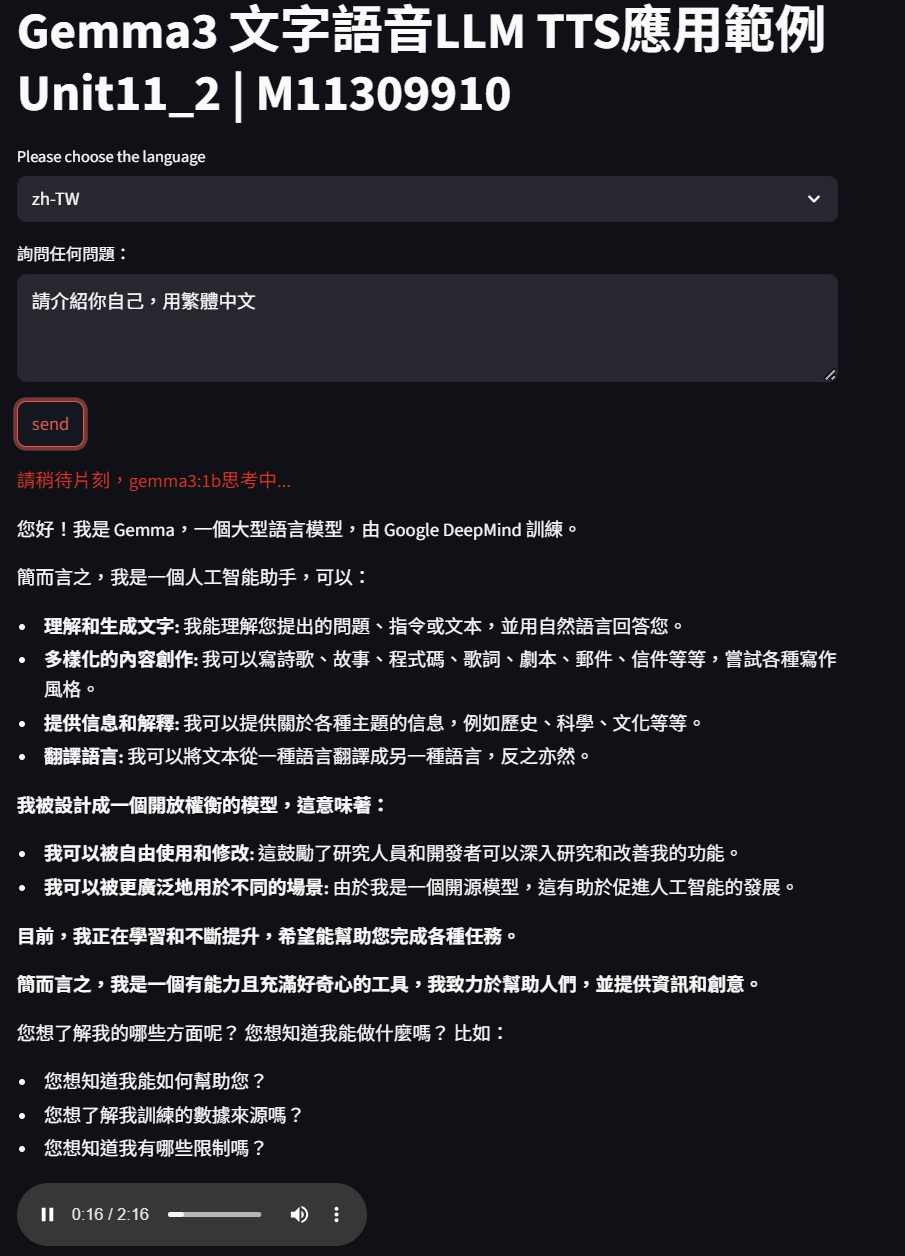 Gemma3 文字語音LLM TTS應用範例
Unit11_2 | M11309910
Please choose the language
zh-TW
詢問任何問題：
請介紹你自己，用繁體中文
send
請稍待片刻，gemma3:1b思考中...
您好！我是 Gemma，一個大型語言模型，由 Google DeepMind 訓練。
簡而言之，我是一個人工智能助手，可以：
• 理解和生成文字: 我能理解您提出的問題、指令或文本，並用自然語言回答您。
• 多樣化的內容創作: 我可以寫詩歌、故事、程式碼、歌詞、劇本、郵件、信件等等，嘗試各種寫作
風格。
• 提供信息和解釋: 我可以提供關於各種主題的信息，例如歷史、科學、文化等等。
• 翻譯語言: 我可以將文本從一種語言翻譯成另一種語言，反之亦然。
我被設計成一個開放權衡的模型，這意味著：
• 我可以被自由使用和修改: 這鼓勵了研究人員和開發者可以深入研究和改善我的功能。
• 我可以被更廣泛地用於不同的場景: 由於我是一個開源模型，這有助於促進人工智能的發展。
目前，我正在學習和不斷提升，希望能幫助您完成各種任務。
簡而言之，我是一個有能力且充滿好奇心的工具，我致力於幫助人們，並提供資訊和創意。
您想了解我的哪些方面呢？ 您想知道我能做什麼嗎？ 比如：
• 您想知道我能如何幫助您？
• 您想了解我訓練的數據來源嗎？
• 您想知道我有哪些限制嗎？
0:16 / 2:16